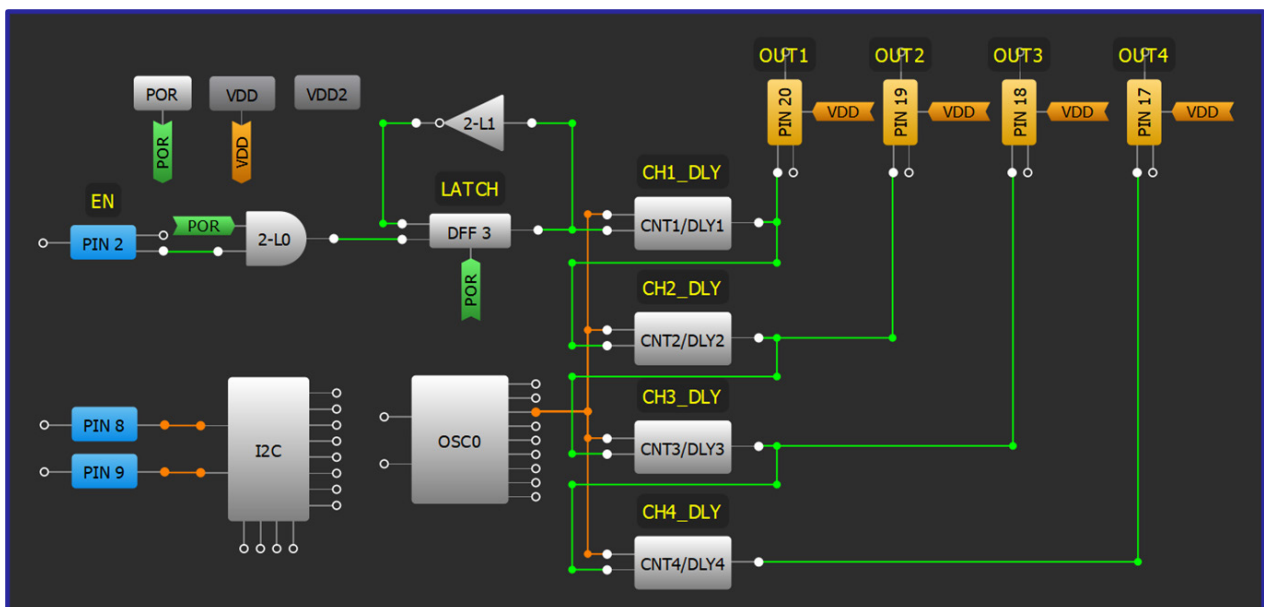 OUT1
OUT2
OUT3
OUT4
POR
VDD
VDD2
PIN 20
VDD
PIN 19
VDD
PIN 18
VDD
PIN 17
VDD
2-L1
POR
VDD
CH1_DLY
EN
LATCH
POR
CNT1/DLY1
PIN 2
2-L0
DFF 3
POR
CH2_DLY
CNT2/DLY2
CH3_DLY
PIN 8
I2C
OSC0
CNT3/DLY3
PIN 9
CH4_DLY
CNT4/DLY4